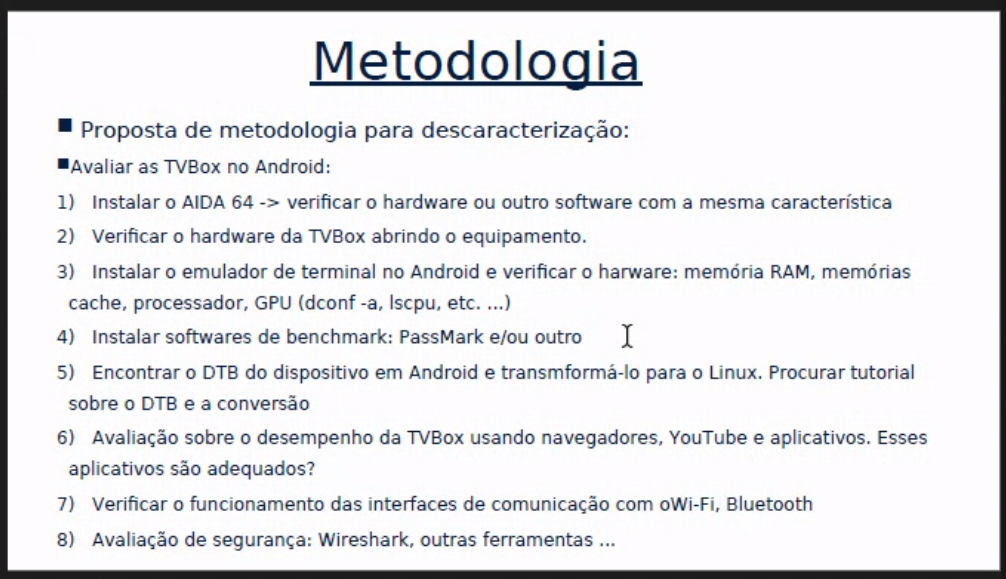 Metodologia
Proposta de metodologia para descaracterização:
Avaliar as TVBox no Android:
1) Instalar o AIDA 64 -> verificar o hardware ou outro software com a mesma característica
2) Verificar o hardware da TVBox abrindo o equipamento.
3) Instalar o emulador de terminal no Android e verificar o harware: memória RAM, memórias
cache, processador, GPU (dconf -a, lscpu, etc. ...)
4) Instalar softwares de benchmark: PassMark e/ou outro
5) Encontrar o DTB do dispositivo em Android e transmformá-lo para o Linux. Procurar tutorial
sobre o DTB e a conversão
6) Avaliação sobre o desempenho da TVBox usando navegadores, YouTube e aplicativos. Esses
aplicativos são adequados?
7) Verificar o funcionamento das interfaces de comunicação com oWi-Fi, Bluetooth
8) Avaliação de segurança: Wireshark, outras ferramentas ...